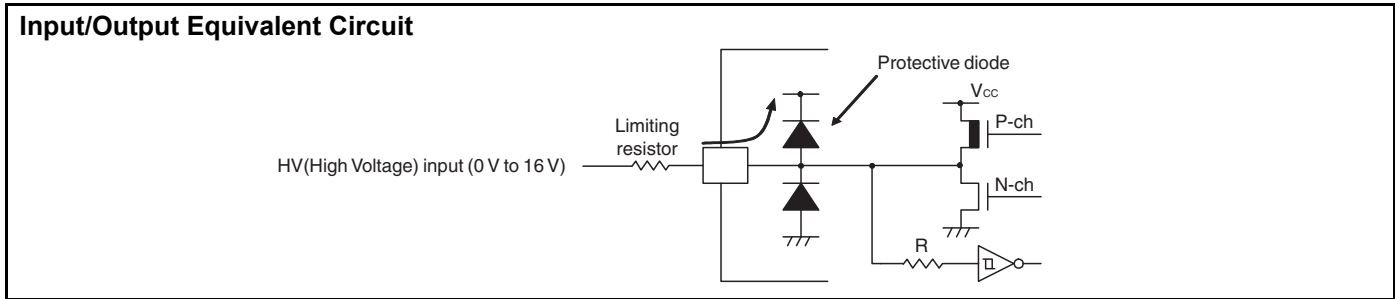 Input/Output Equivalent Circuit
Protective diode
Vcc
P-ch
Limiting
resistor
HV(High Voltage) input (0 V to 16 V)
N-ch
R